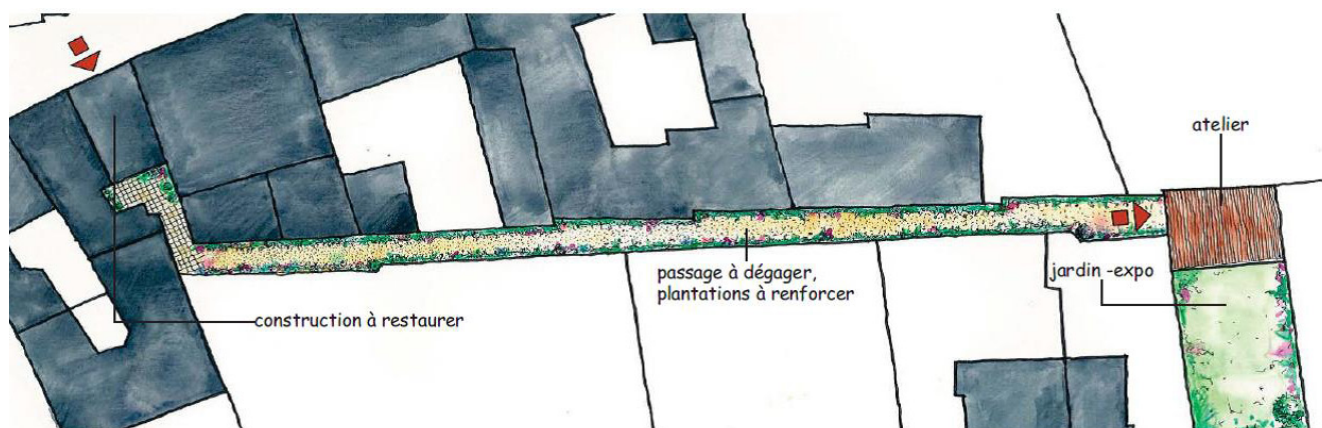 atelier
passage à dégager,
plantations à renforcer
jardin -expo
construction à restaurer